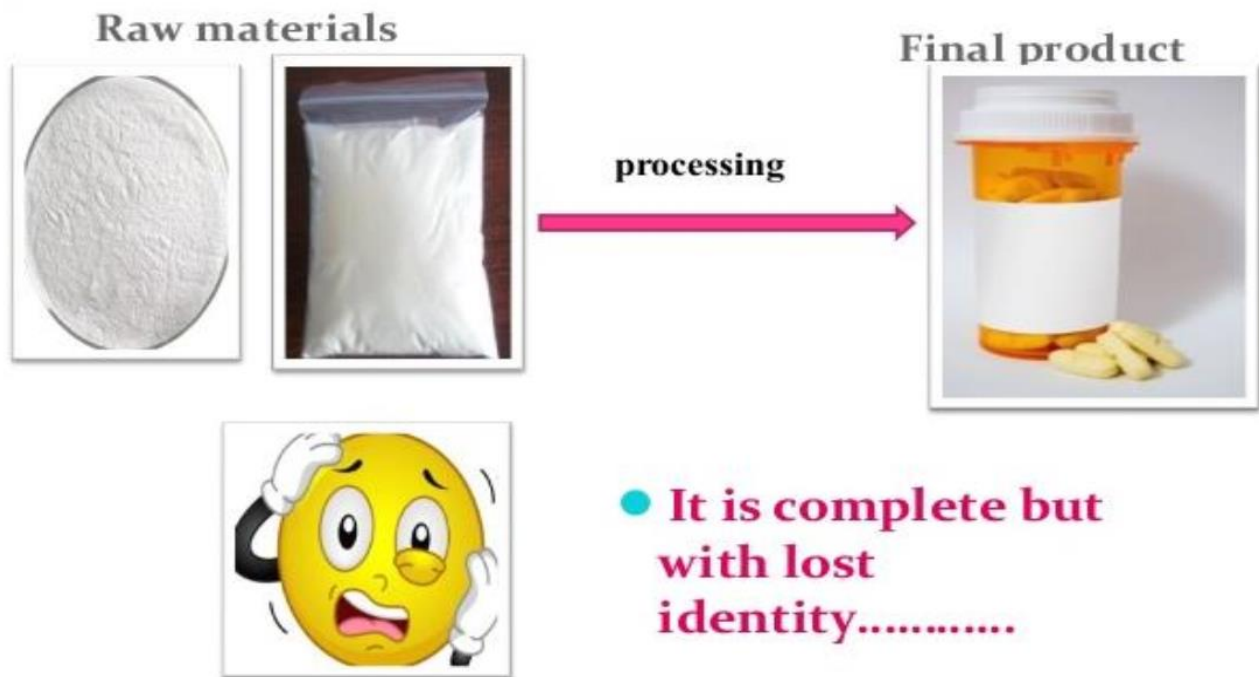 Raw materials
Final product
processing
It is complete but
with lost
identity.............